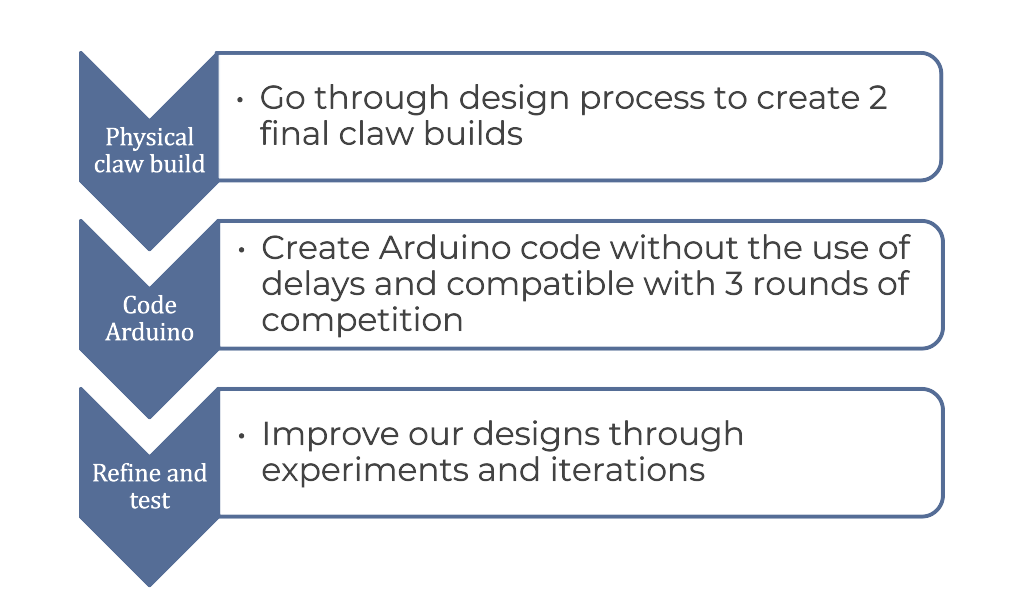 Physical
claw build
• Go through design process to create 2
final claw builds
Code
Arduino
• Create Arduino code without the use of
delays and compatible with 3 rounds of
competition
Refine and
test
• Improve our designs through
experiments and iterations